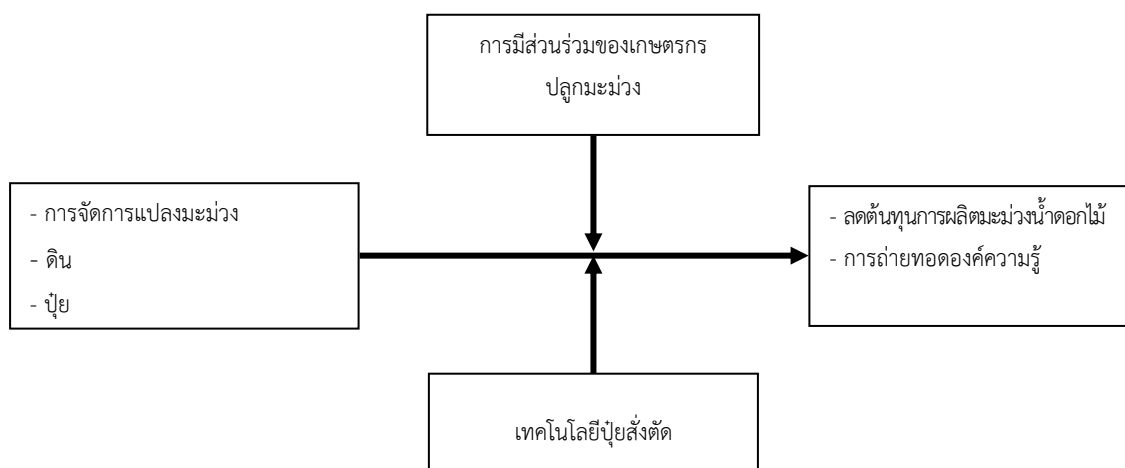 การมีส่วนร่วมของเกษตรกร
ปลูกมะม่วง
- การจัดการแปลงมะม่วง
- ดิน
- ปุ๋ย
- ลดต้นทุนการผลิตมะม่วงน้ำดอกไม้
- การถ่ายทอดองค์ความรู้
เทคโนโลยีปุ๋ยสั่งตัด